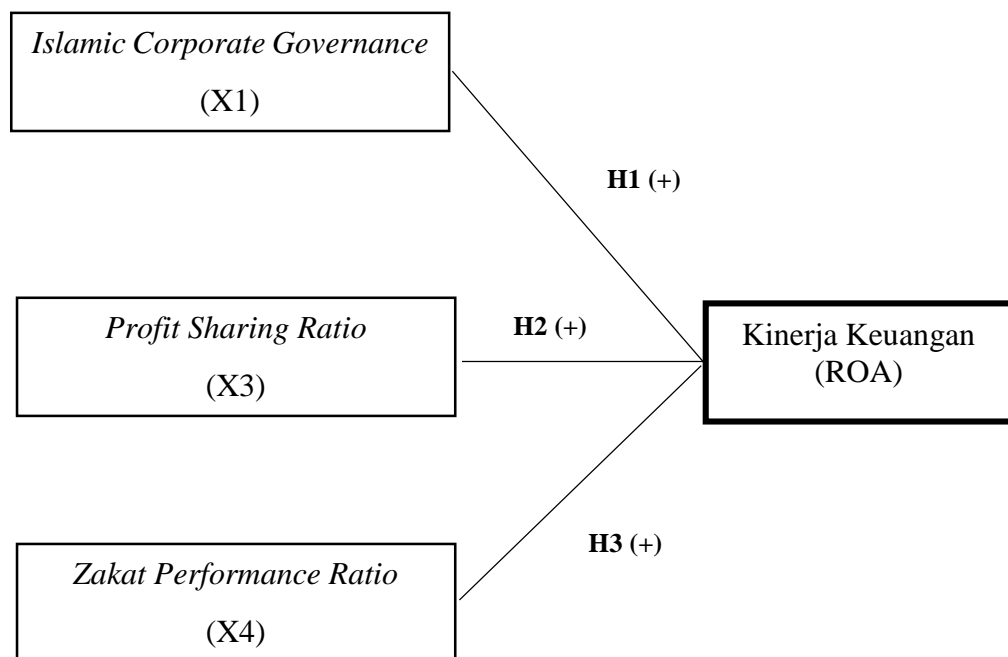 Islamic Corporate Governance
(X1)
H1 (+)
Profit Sharing Ratio
(X3)
H2 (+)
Kinerja Keuangan
(ROA)
H3 (+)
Zakat Performance Ratio
(X4)